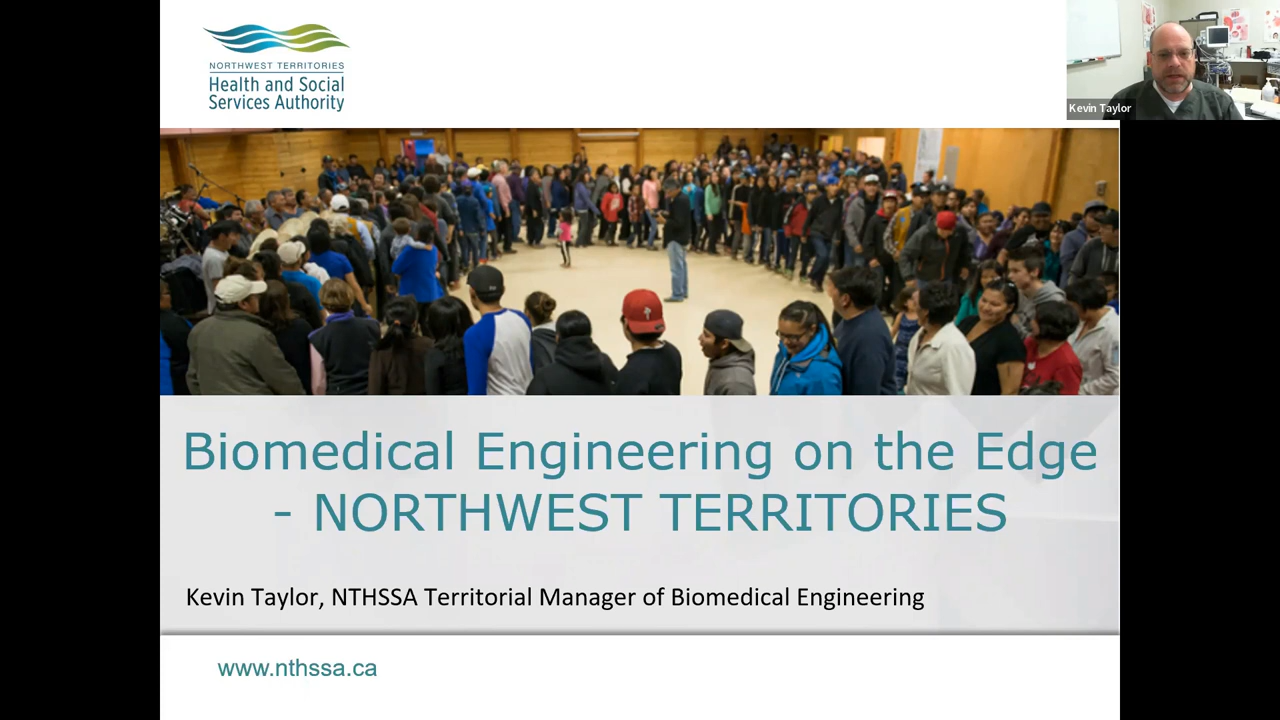 NORTHWEST TERRITORIES
Health and Social
Services Authority
Kevin Taylor
Biomedical Engineering on the Edge
- NORTHWEST TERRITORIES
Kevin Taylor, NTHSSA Territorial Manager of Biomedical Engineering
www.nthssa.ca